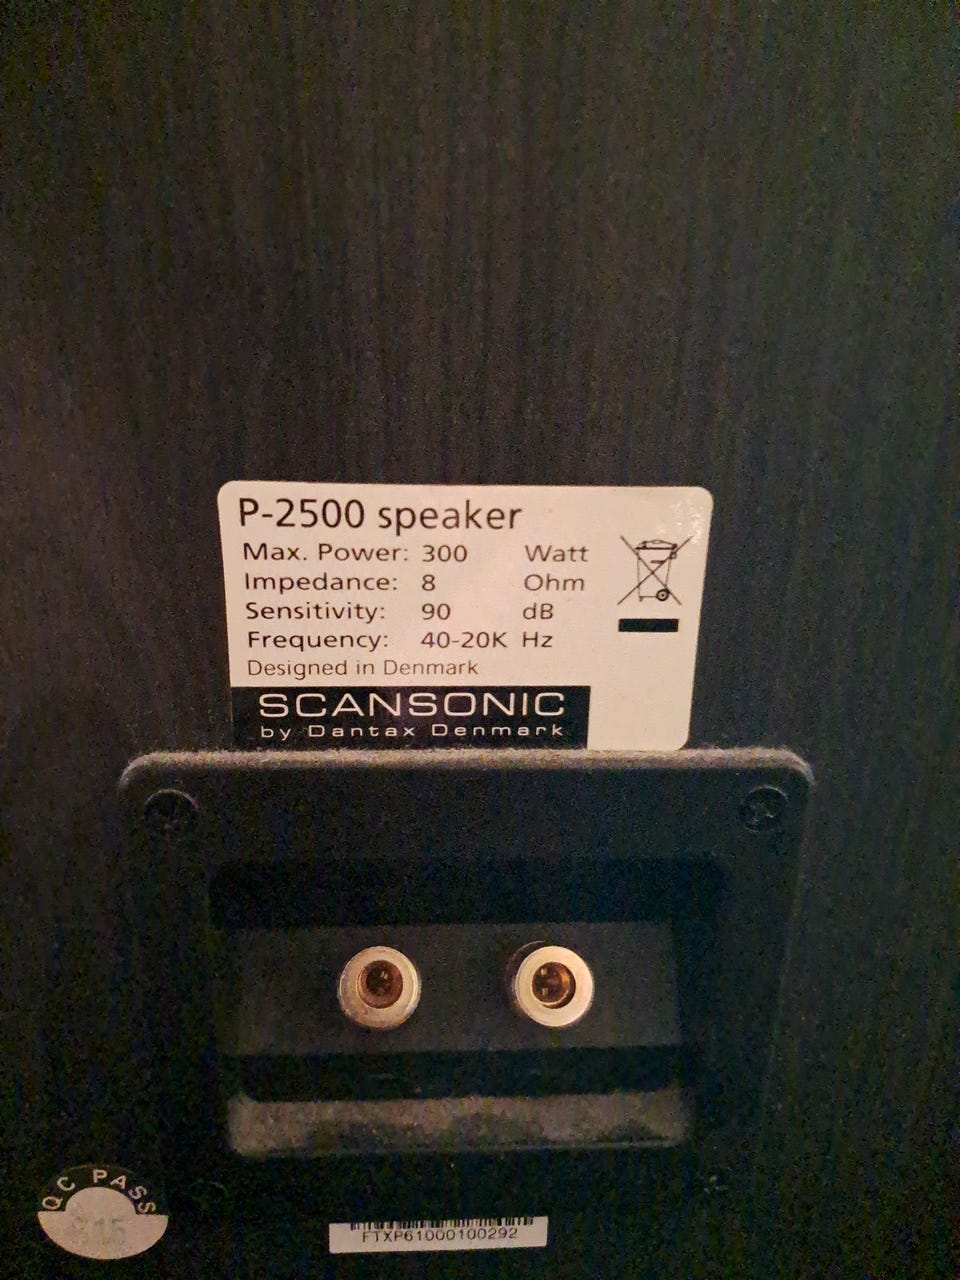 P-2500 speaker
Max. Power: 300 Watt
Impedance: 8 Ohm
Sensitivity: 90 dB
Frequency: 40-20K Hz
Designed in Denmark
SCANSONIC
by Dantax Denmark
QC PASS
FTXP61000100292